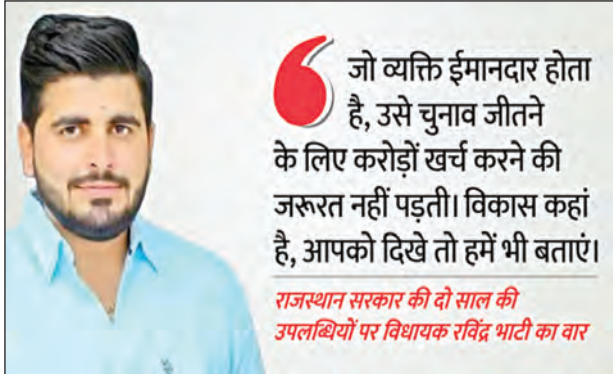 जो व्यक्ति ईमानदार होता
है, उसे चुनाव जीतने
के लिए करोड़ों खर्च करने की
जरूरत नहीं पड़ती। विकास कहां
है, आपको दिखे तो हमें भी बताएं।
राजस्थान सरकार की दो साल की
उपलब्धियों पर विधायक रविंद्र भाटी का वार